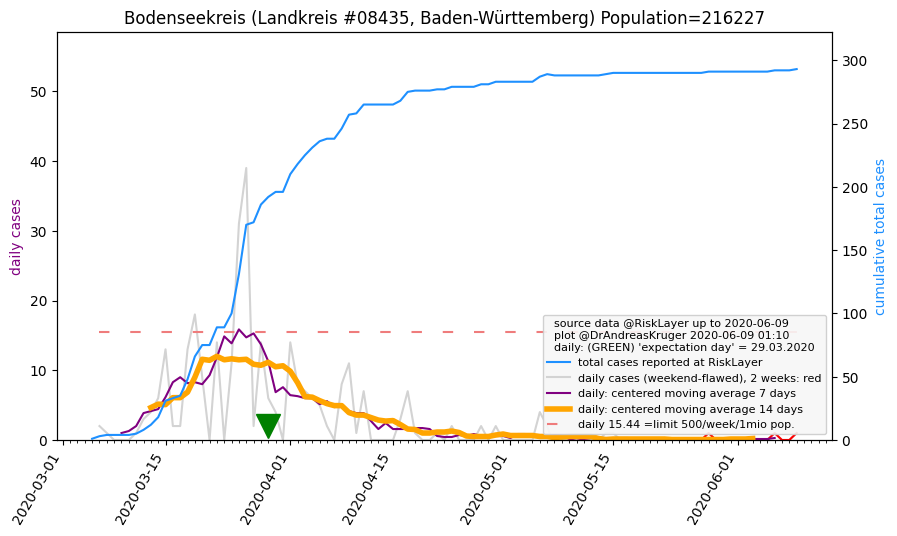 Bodenseekreis (Landkreis #08435, Baden-Württemberg) Population=216227
daily cases
50
40
30
20
10
0
300
250
200
150
100
50
0
cumulative total cases
source data @RiskLayer up to 2020-06-09
plot @DrAndreasKruger 2020-06-09 01:10
daily: (GREEN) 'expectation day' = 29.03.2020
total cases reported at RiskLayer
daily cases (weekend-flawed), 2 weeks: red
daily: centered moving average 7 days
daily: centered moving average 14 days
daily 15.44 =limit 500/week/1mio pop.
2020-03-01
2020-03-15
2020-04-01
2020-04-15
2020-05-01
2020-05-15
2020-06-01